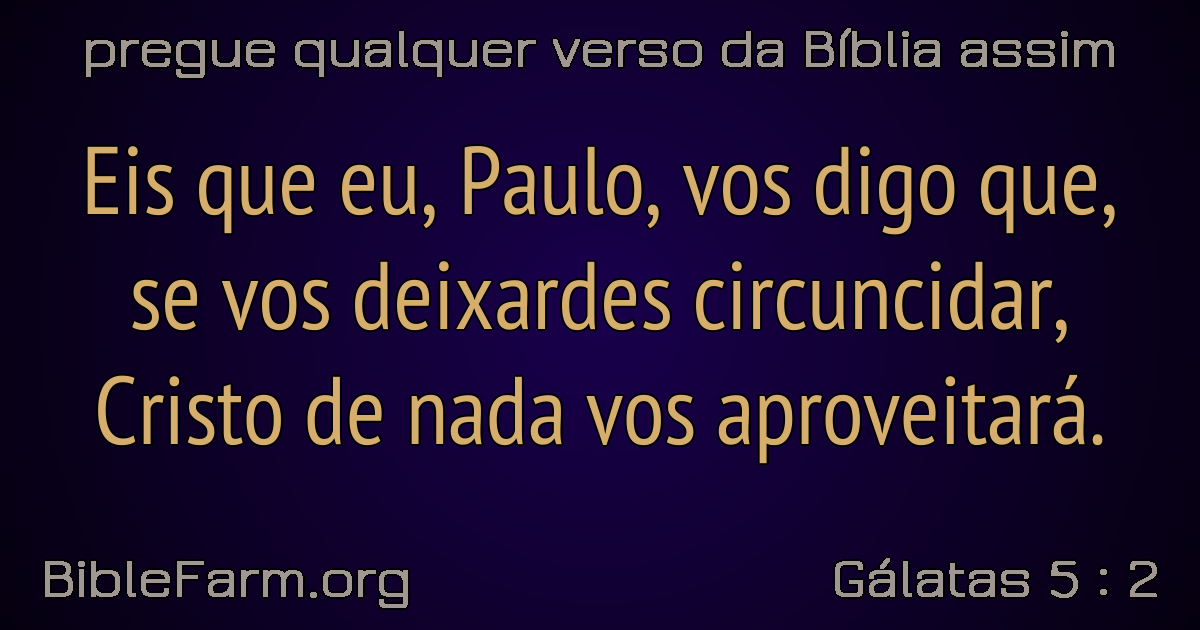 pregue qualquer verso da Bíblia assim
Eis que eu, Paulo, vos digo que,
se vos deixardes circuncidar,
Cristo de nada vos aproveitará.
BibleFarm.org
Gálatas 5 : 2